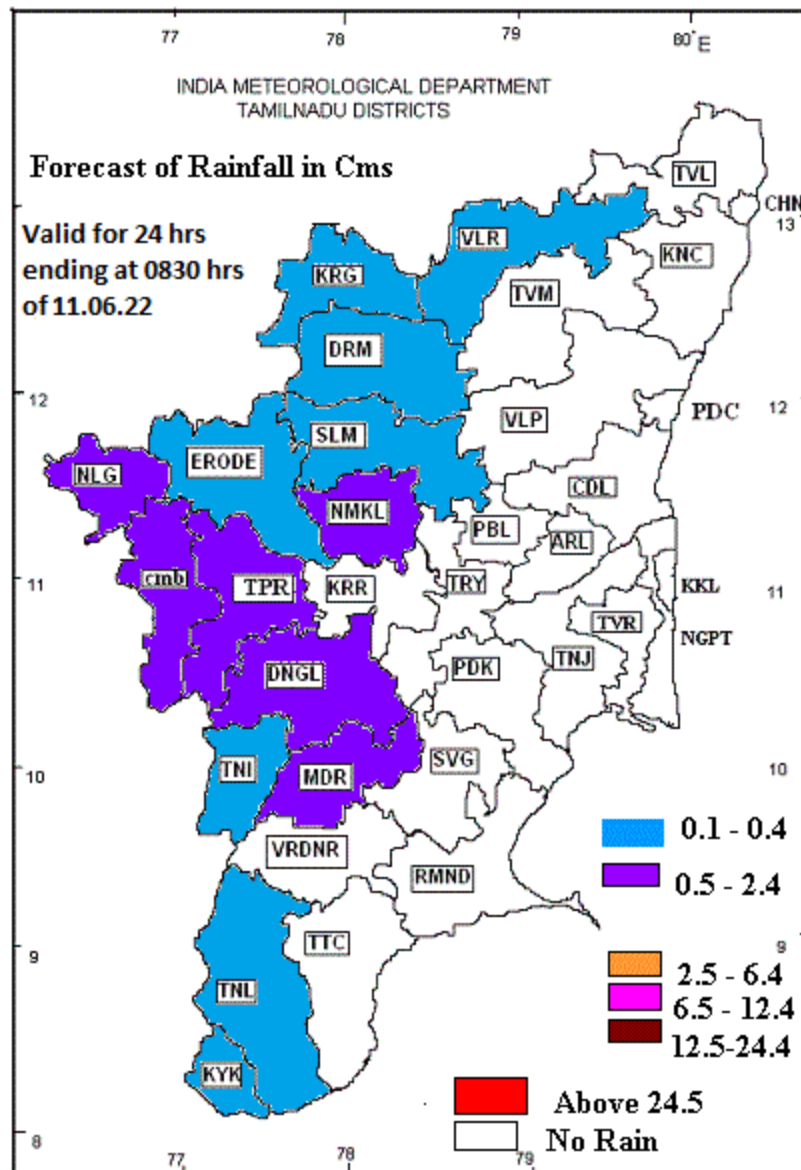 77 78 79 80° E
INDIA METEOROLOGICAL DEPARTMENT
TAMILNADU DISTRICTS
Forecast of Rainfall in Cms
TVL
CHN
13
Valid for 24 hrs
ending at 0830 hrs
of 11.06.22
VLR
KNC
KRG
TVM
DRM
12
12
PDC
VLP
SLM
ERODE
NLG
CDL
NMKL
PBL
ARL
11
cmb
TPR
KRR
TRY
KKL
11
TVR
NGPT
DNGL
PDK
TNJ
10
TNI
MDR
SVG
10
0.1 - 0.4
VRDNR
RMND
0.5 - 2.4
9
TTC
9
2.5 - 6.4
TNL
6.5 - 12.4
12.5-24.4
KYK
Above 24.5
8
No Rain
77 78 79